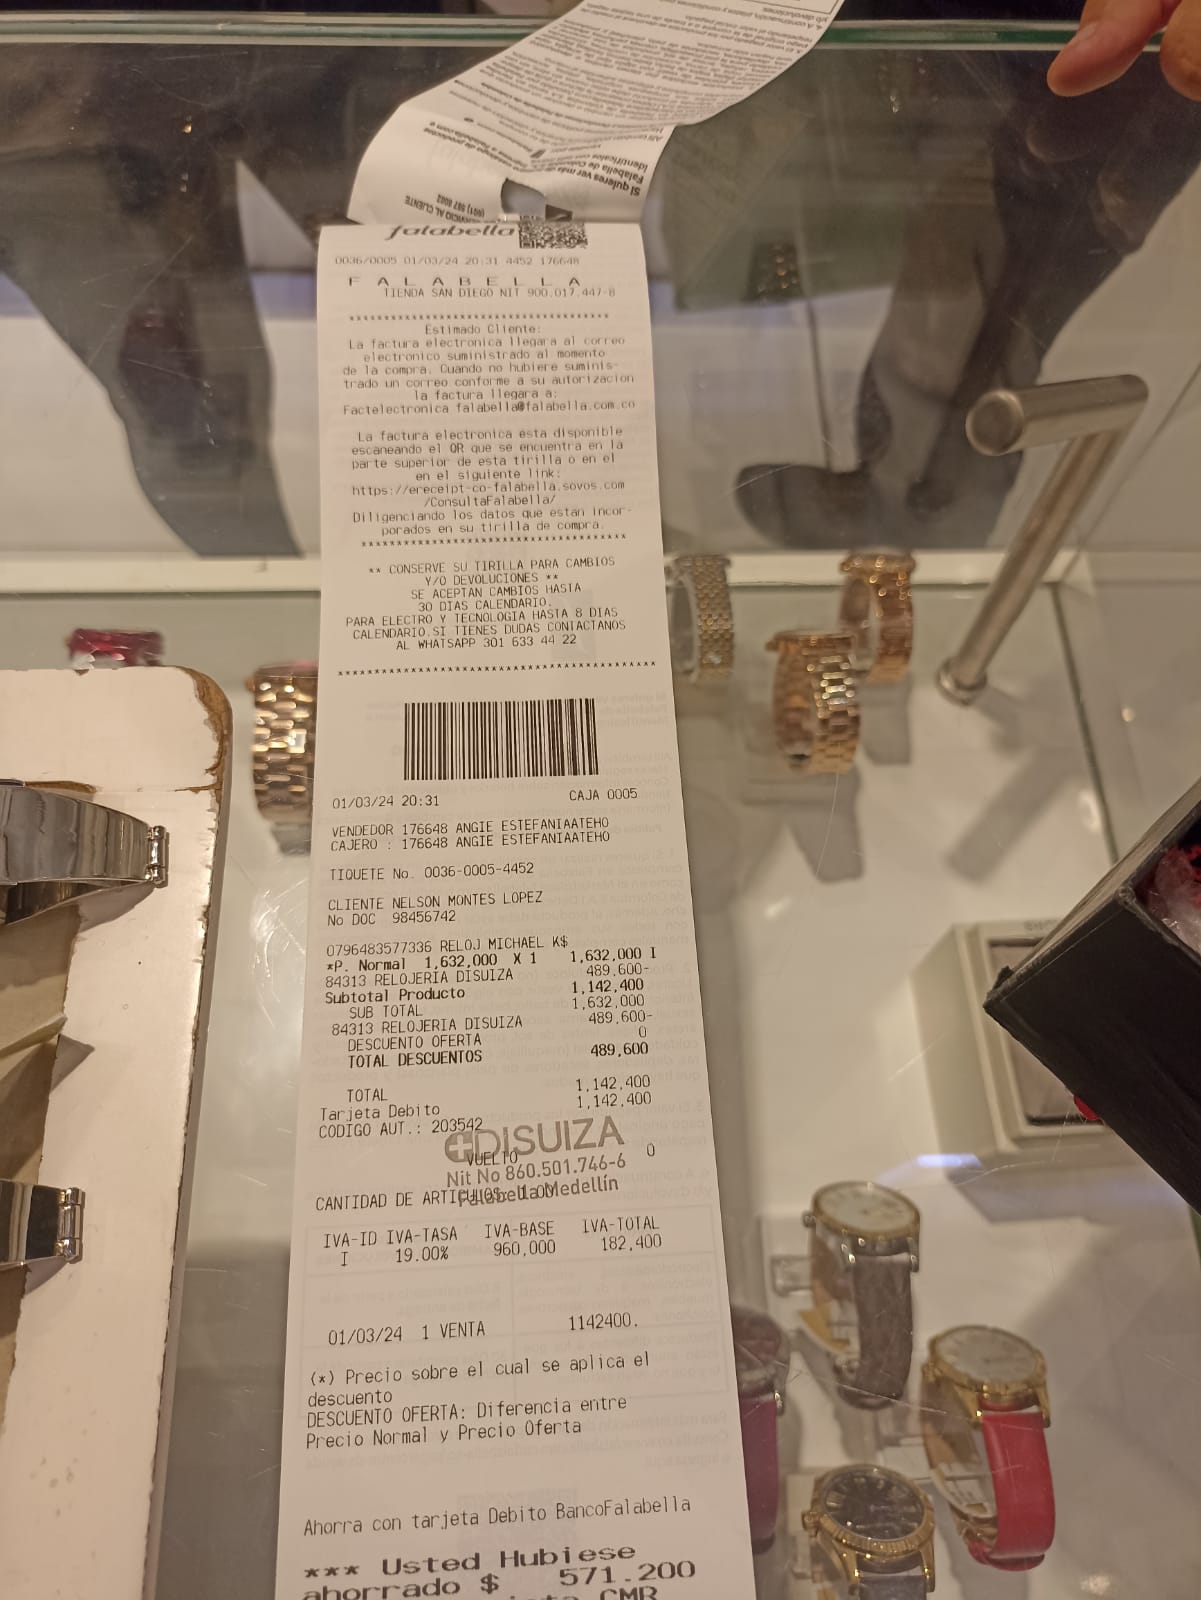 SERVICIO AL CLIENTE
(601) 587 8002
falabella
0036/0005 01/03/24 20:31 4452 176648
F A L A B E L L A
TIENDA SAN DIEGO NIT 900.017.447-8
Estimado Cliente:
La factura electronica llegara al correo
electronico suministrado al momento
de la compra. Cuando no hubiere suminis-
trado un correo conforme a su autorizacion
la factura llegara a:
Factelectronica falabella@falabella.com.co
La factura electronica esta disponible
escaneando el QR que se encuentra en la
parte superior de esta tirilla o en el
en el siguiente link:
https://ereceipt-co-falabella.sovos.com
/ConsultaFalabella/
Diligenciando los datos que estan incor-
porados en su tirilla de compra.
** CONSERVE SU TIRILLA PARA CAMBIOS
Y/O DEVOLUCIONES **
SE ACEPTAN CAMBIOS HASTA
30 DIAS CALENDARIO.
PARA ELECTRO Y TECNOLOGIA HASTA 8 DIAS
CALENDARIO.SI TIENES DUDAS CONTACTANOS
AL WHATSAPP 301 633 44 22
01/03/24 20:31 CAJA 0005
VENDEDOR 176648 ANGIE ESTEFANIAATEHO
CAJERO : 176648 ANGIE ESTEFANIAATEHO
TIQUETE No. 0036-0005-4452
CLIENTE NELSON MONTES LOPEZ
No DOC 98456742
0796483577336 RELOJ MICHAEL K$
*P. Normal 1,632,000 X 1 1,632,000 I
84313 RELOJERIA DISUIZA 489,600-
Subtotal Producto 1,142,400
SUB TOTAL 1,632,000
84313 RELOJERIA DISUIZA 489,600-
DESCUENTO OFERTA 0
TOTAL DESCUENTOS 489,600
TOTAL 1,142,400
Tarjeta Debito 1,142,400
CODIGO AUT.: 203542
DISUIZA
VUELTO 0
Nit No 860.501.746-6
CANTIDAD DE ARTICULOS: 1.00
Falabella Medellín
IVA-ID IVA-TASA IVA-BASE IVA-TOTAL
I 19.00% 960,000 182,400
01/03/24 1 VENTA 1142400.
(*) Precio sobre el cual se aplica el
descuento
DESCUENTO OFERTA: Diferencia entre
Precio Normal y Precio Oferta
Ahorra con tarjeta Debito BancoFalabella
*** Usted Hubiese
ahorrado $ 571.200
CMR